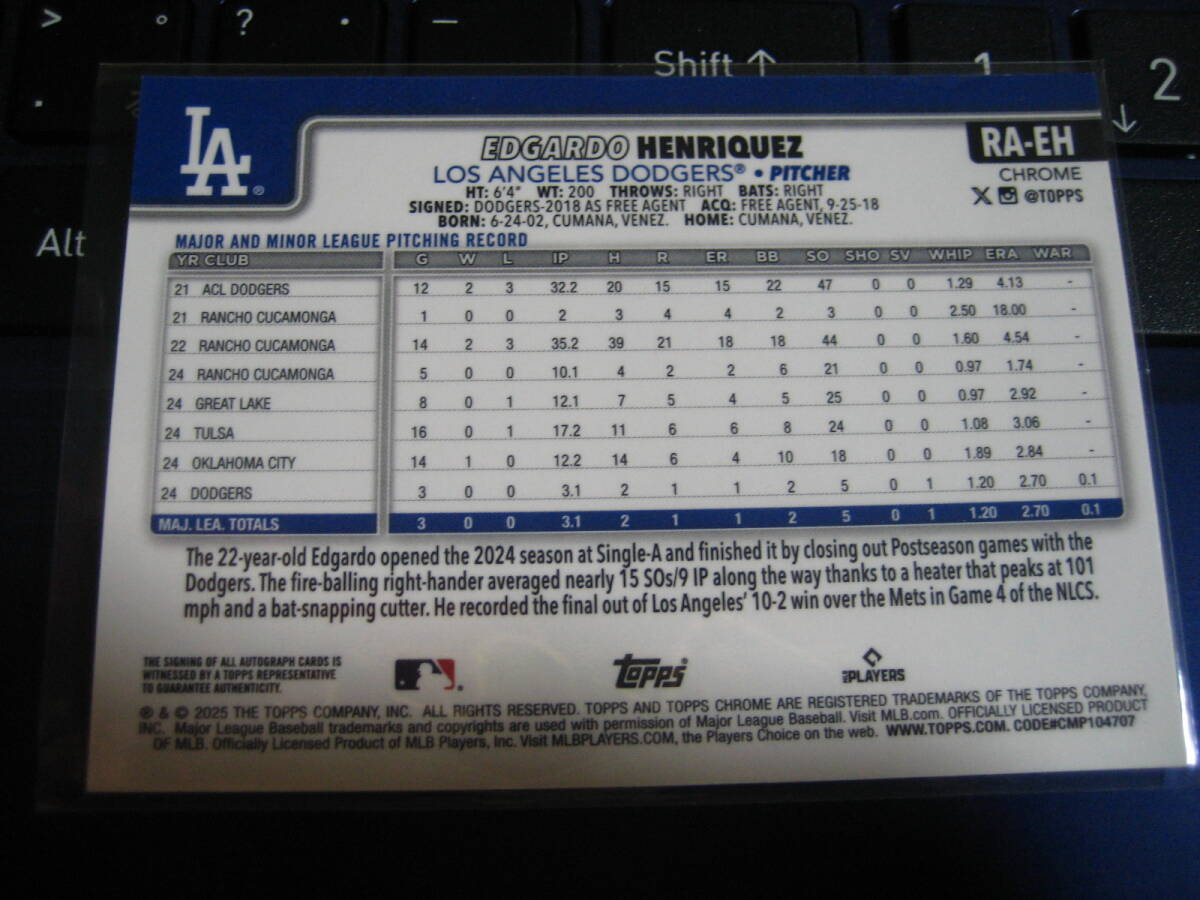 > ° ? · —
Shift ↑ 1 2
Alt
↓
LA®
EDGARDO HENRIQUEZ
LOS ANGELES DODGERS® • PITCHER
HT: 6'4" WT: 200 THROWS: RIGHT BATS: RIGHT
SIGNED: DODGERS-2018 AS FREE AGENT ACQ: FREE AGENT, 9-25-18
BORN: 6-24-02, CUMANA, VENEZ. HOME: CUMANA, VENEZ.
RA-EH
CHROME
X @TOPPS
MAJOR AND MINOR LEAGUE PITCHING RECORD
YR CLUB G W L IP H R ER BB SO SHO SV WHIP ERA WAR
21 ACL DODGERS 12 2 3 32.2 20 15 15 22 47 0 0 1.29 4.13 -
21 RANCHO CUCAMONGA 1 0 0 2 3 4 4 2 3 0 0 2.50 18.00 -
22 RANCHO CUCAMONGA 14 2 3 35.2 39 21 18 18 44 0 0 1.60 4.54 -
24 RANCHO CUCAMONGA 5 0 0 10.1 4 2 2 6 21 0 0 0.97 1.74 -
24 GREAT LAKE 8 0 1 12.1 7 5 4 5 25 0 0 0.97 2.92 -
24 TULSA 16 0 1 17.2 11 6 6 8 24 0 0 1.08 3.06 -
24 OKLAHOMA CITY 14 1 0 12.2 14 6 4 10 18 0 0 1.89 2.84 -
24 DODGERS 3 0 0 3.1 2 1 1 2 5 0 1 1.20 2.70 0.1
MAJ. LEA. TOTALS 3 0 0 3.1 2 1 1 2 5 0 1 1.20 2.70 0.1
The 22-year-old Edgardo opened the 2024 season at Single-A and finished it by closing out Postseason games with the
Dodgers. The fire-balling right-hander averaged nearly 15 SOs/9 IP along the way thanks to a heater that peaks at 101
mph and a bat-snapping cutter. He recorded the final out of Los Angeles' 10-2 win over the Mets in Game 4 of the NLCS.
THE SIGNING OF ALL AUTOGRAPH CARDS IS
WITNESSED BY A TOPPS REPRESENTATIVE
TO GUARANTEE AUTHENTICITY.
topps®
MLB PLAYERS
® & © 2025 THE TOPPS COMPANY, INC. ALL RIGHTS RESERVED. TOPPS AND TOPPS CHROME ARE REGISTERED TRADEMARKS OF THE TOPPS COMPANY,
INC. Major League Baseball trademarks and copyrights are used with permission of Major League Baseball. Visit MLB.com. OFFICIALLY LICENSED PRODUCT
OF MLB. Officially Licensed Product of MLB Players, Inc. Visit MLBPLAYERS.COM, the Players Choice on the web. WWW.TOPPS.COM. CODE#CMP104707